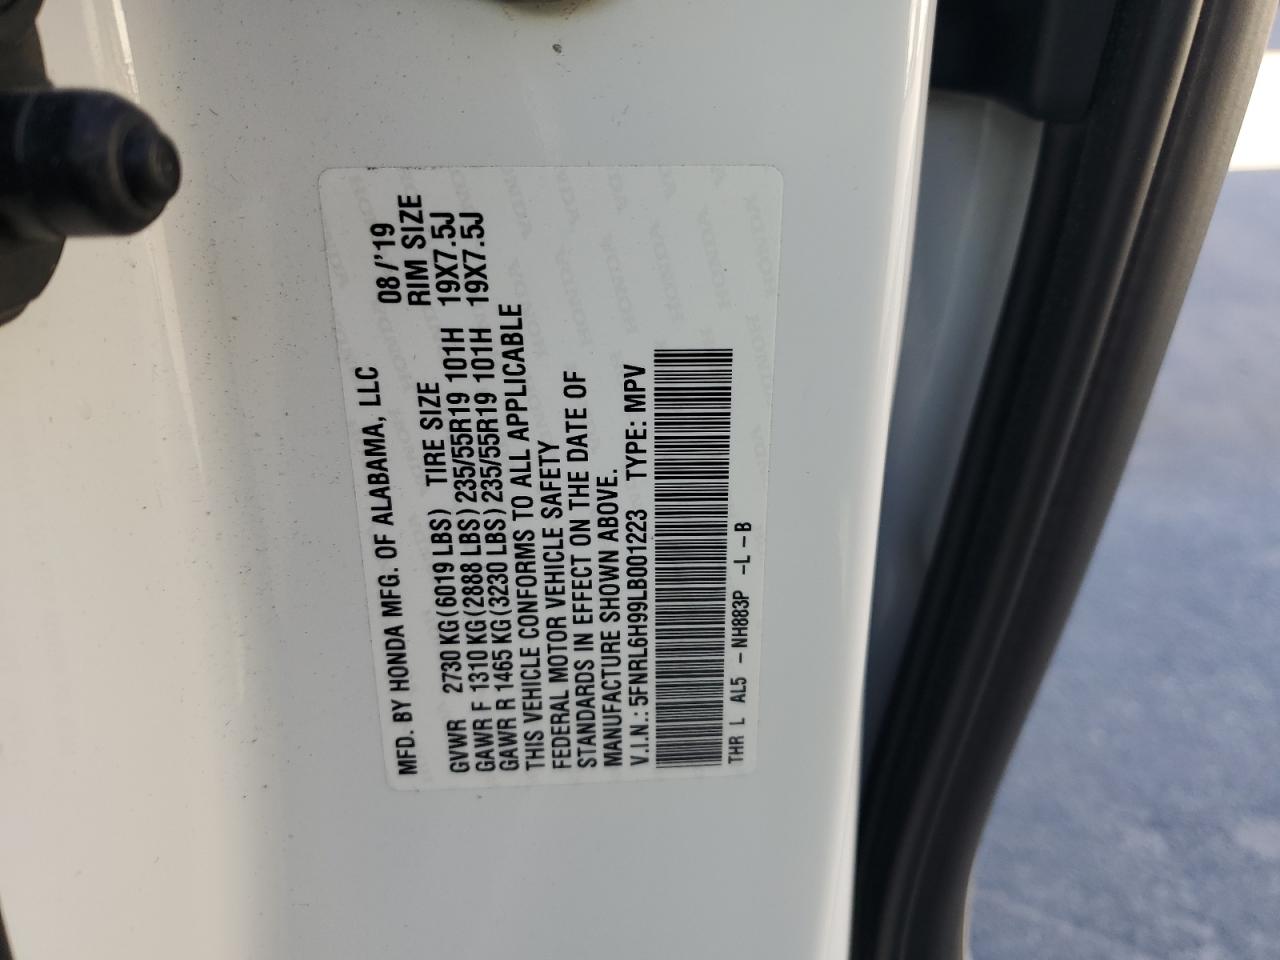 MFD. BY HONDA MFG. OF ALABAMA, LLC 08/'19
GVWR 2730 KG(6019 LBS) TIRE SIZE RIM SIZE
GAWR F 1310 KG(2888 LBS)235/55R19 101H 19X7.5J
GAWR R 1465 KG(3230 LBS)235/55R19 101H 19X7.5J
THIS VEHICLE CONFORMS TO ALL APPLICABLE
FEDERAL MOTOR VEHICLE SAFETY
STANDARDS IN EFFECT ON THE DATE OF
MANUFACTURE SHOWN ABOVE.
V.I.N.: 5FNRL6H99LB001223 TYPE: MPV
THR L AL5 -NH883P -L -B